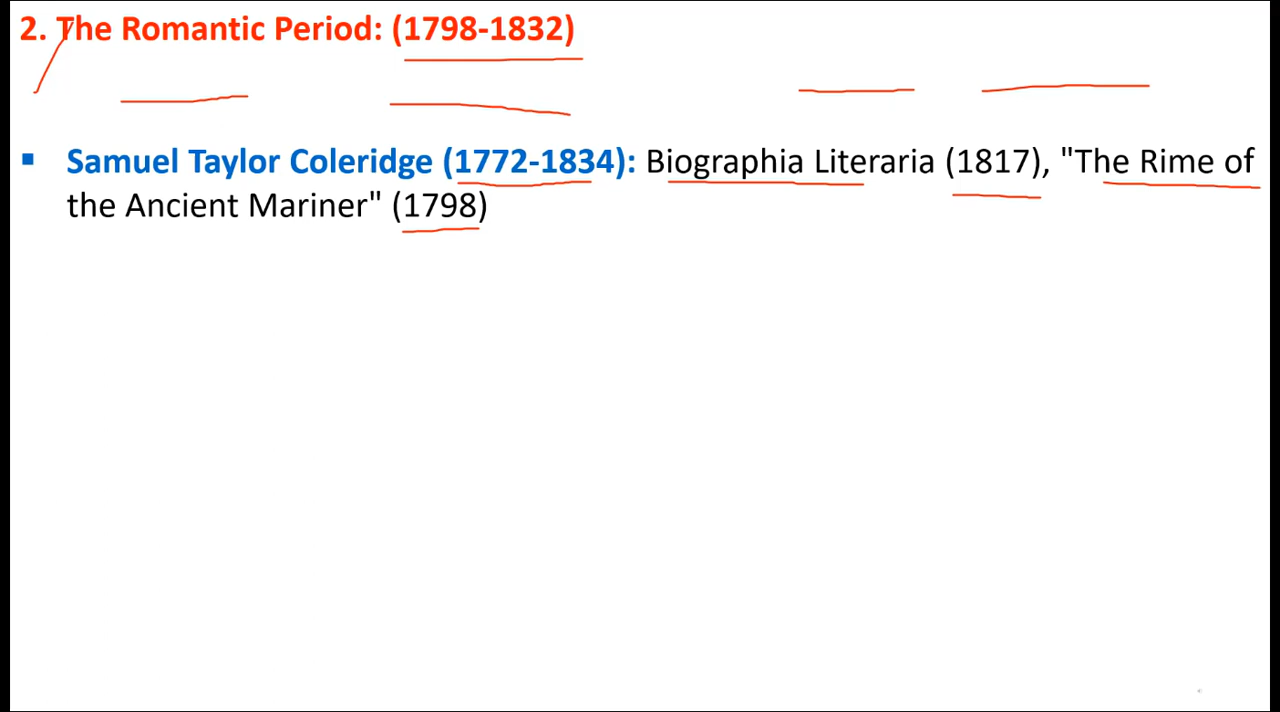 2. The Romantic Period: (1798-1832)
▪ Samuel Taylor Coleridge (1772-1834): Biographia Literaria (1817), "The Rime of
the Ancient Mariner" (1798)